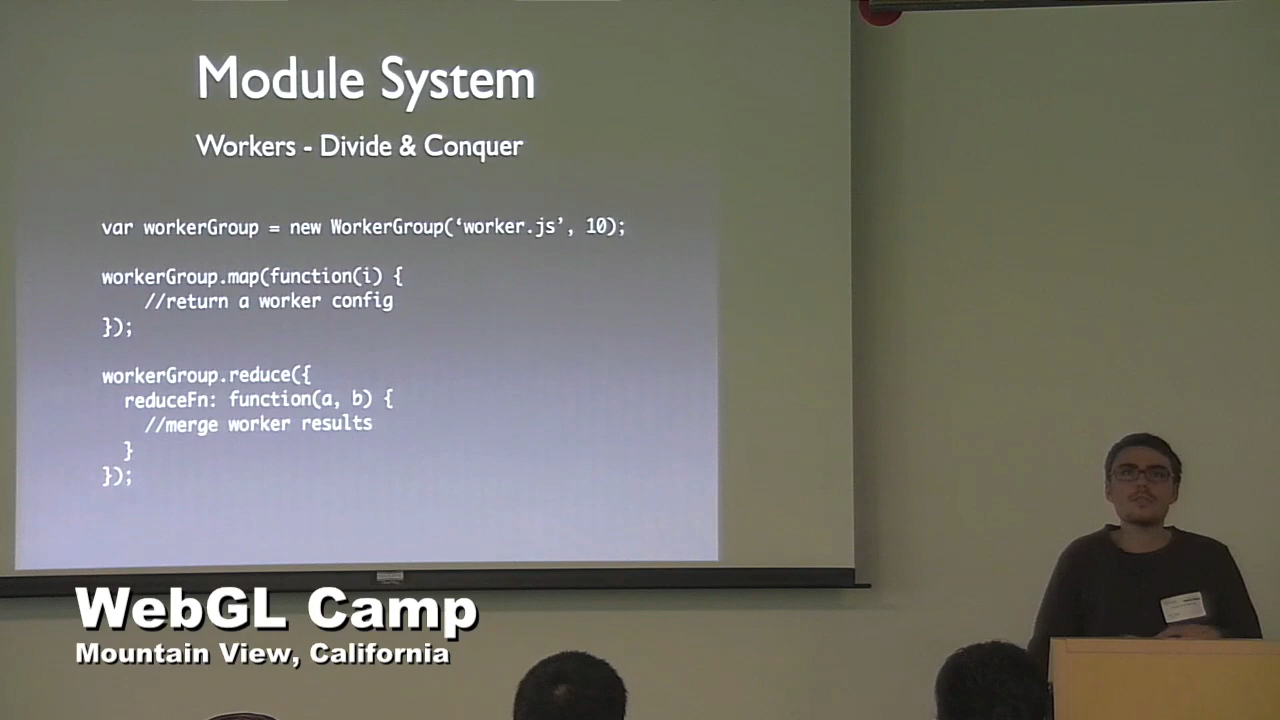 Module System
Workers - Divide & Conquer
var workerGroup = new WorkerGroup(‘worker.js’, 10);
workerGroup.map(function(i) {
//return a worker config
});
workerGroup.reduce({
reduceFn: function(a, b) {
//merge worker results
}
});
WebGL Camp
Mountain View, California